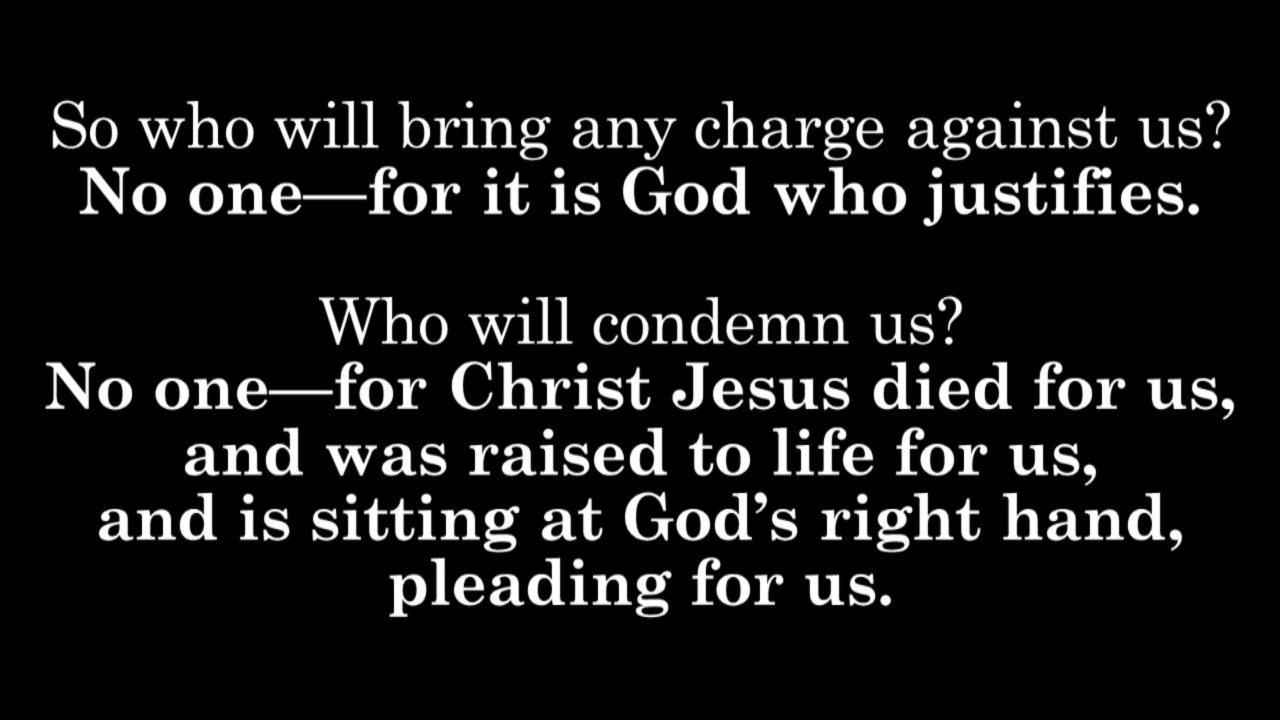 So who will bring any charge against us?
No one—for it is God who justifies.
Who will condemn us?
No one—for Christ Jesus died for us,
and was raised to life for us,
and is sitting at God’s right hand,
pleading for us.